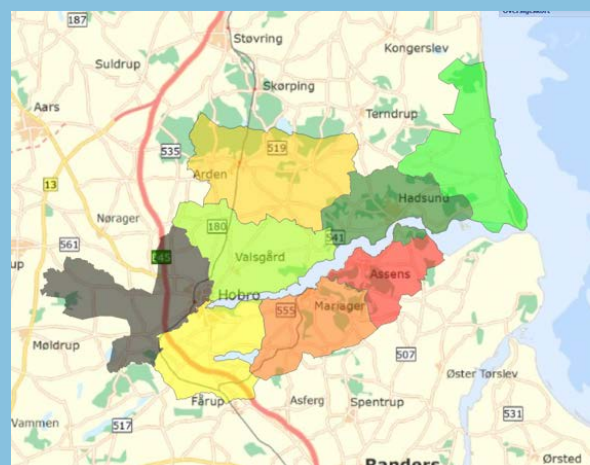 187
Støvring
Kongerslev
Suldrup
Skørping
Aars
Terndrup
535
519
13
Arden
Hadsund
Nørager
180
541
561
Valsgård
E45
Assens
Hobro
555
Mariager
Møldrup
507
Øster Tørslev
Fårup
Asferg
Spentrup
531
517
Vammen
Randers
Ørsted